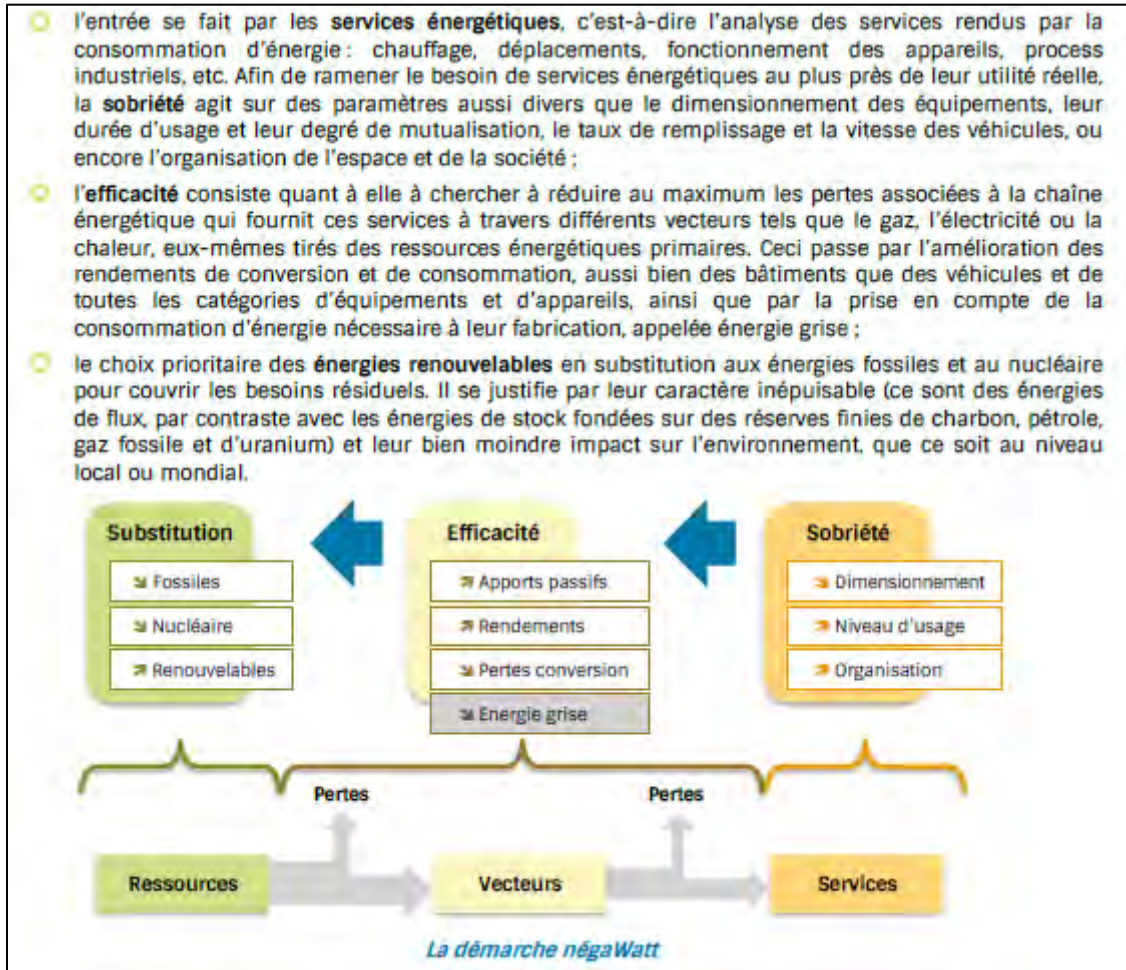 l'entrée se fait par les services énergétiques, c'est-à-dire l'analyse des services rendus par la
consommation d'énergie : chauffage, déplacements, fonctionnement des appareils, process
industriels, etc. Afin de ramener le besoin de services énergétiques au plus près de leur utilité réelle,
la sobriété agit sur des paramètres aussi divers que le dimensionnement des équipements, leur
durée d'usage et leur degré de mutualisation, le taux de remplissage et la vitesse des véhicules, ou
encore l'organisation de l'espace et de la société ;
l'efficacité consiste quant à elle à chercher à réduire au maximum les pertes associées à la chaîne
énergétique qui fournit ces services à travers différents vecteurs tels que le gaz, l'électricité ou la
chaleur, eux-mêmes tirés des ressources énergétiques primaires. Ceci passe par l'amélioration des
rendements de conversion et de consommation, aussi bien des bâtiments que des véhicules et de
toutes les catégories d'équipements et d'appareils, ainsi que par la prise en compte de la
consommation d'énergie nécessaire à leur fabrication, appelée énergie grise ;
le choix prioritaire des énergies renouvelables en substitution aux énergies fossiles et au nucléaire
pour couvrir les besoins résiduels. Il se justifie par leur caractère inépuisable (ce sont des énergies
de flux, par contraste avec les énergies de stock fondées sur des réserves finies de charbon, pétrole,
gaz fossile et d'uranium) et leur bien moindre impact sur l'environnement, que ce soit au niveau
local ou mondial.
Substitution
↘ Fossiles
↘ Nucléaire
↗ Renouvelables
Efficacité
↗ Apports passifs
↗ Rendements
↘ Pertes conversion
↘ Energie grise
Sobriété
↘ Dimensionnement
Niveau d'usage
Organisation
Pertes
Pertes
Ressources
Vecteurs
Services
La démarche négaWatt